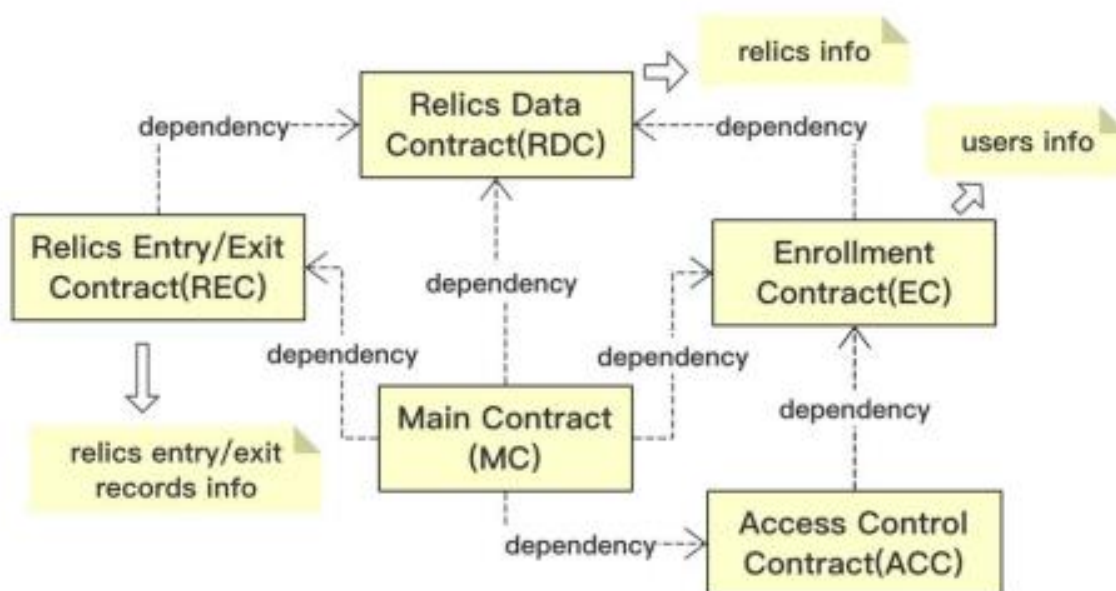 relics info
Relics Data
Contract(RDC)
dependency
dependency
users info
Relics Entry/Exit
Contract(REC)
Enrollment
Contract(EC)
dependency
dependency
dependency
dependency
Main Contract
(MC)
relics entry/exit
records info
Access Control
Contract(ACC)
dependency